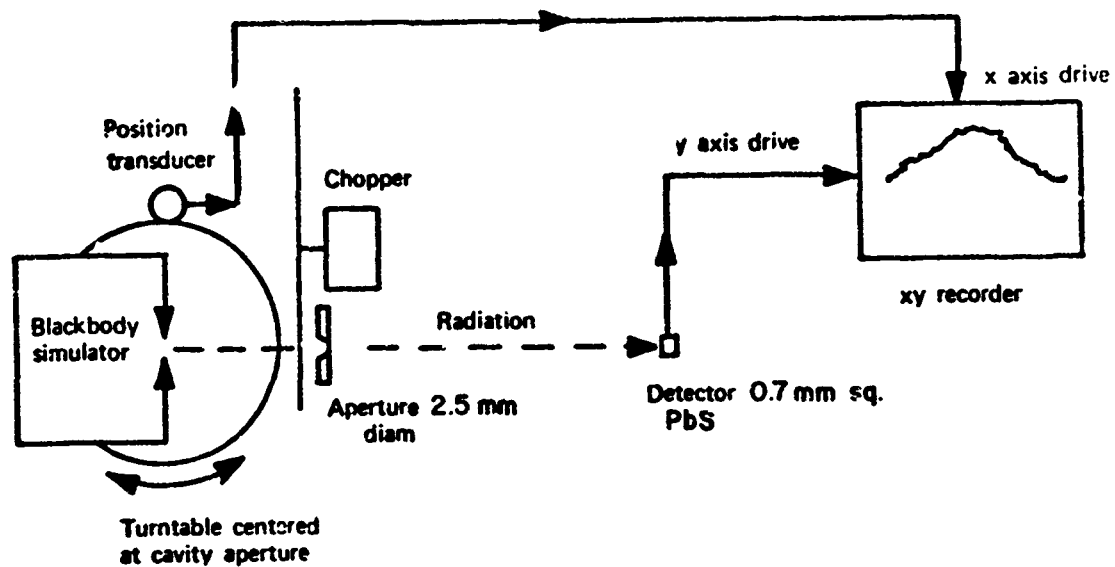 x axis drive
Position
transducer
y axis drive
Chopper
xy recorder
Blackbody
simulator
Radiation
Aperture 2.5 mm
diam
Detector 0.7 mm sq.
PbS
Turntable centered
at cavity aperture